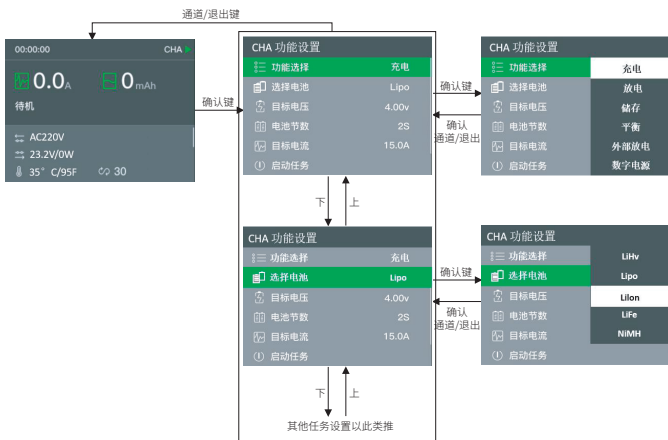 通道/退出键
00:00:00 CHA
0.0A 0mAh
待机
AC220V
23.2V/0W
35° C/95F 30
确认键
CHA 功能设置
功能选择 充电
选择电池 Lipo
目标电压 4.00v
电池节数 2S
目标电流 15.0A
启动任务
确认键
确认
通道/退出
CHA 功能设置
功能选择
选择电池
目标电压
电池节数
目标电流
启动任务
充电
放电
储存
平衡
外部放电
数字电源
下 上
CHA 功能设置
功能选择 充电
选择电池 Lipo
目标电压 4.00v
电池节数 2S
目标电流 15.0A
启动任务
确认键
确认
通道/退出
CHA 功能设置
功能选择
选择电池
目标电压
电池节数
目标电流
启动任务
LiHv
Lipo
LiIon
LiFe
NiMH
下 上
其他任务设置以此类推